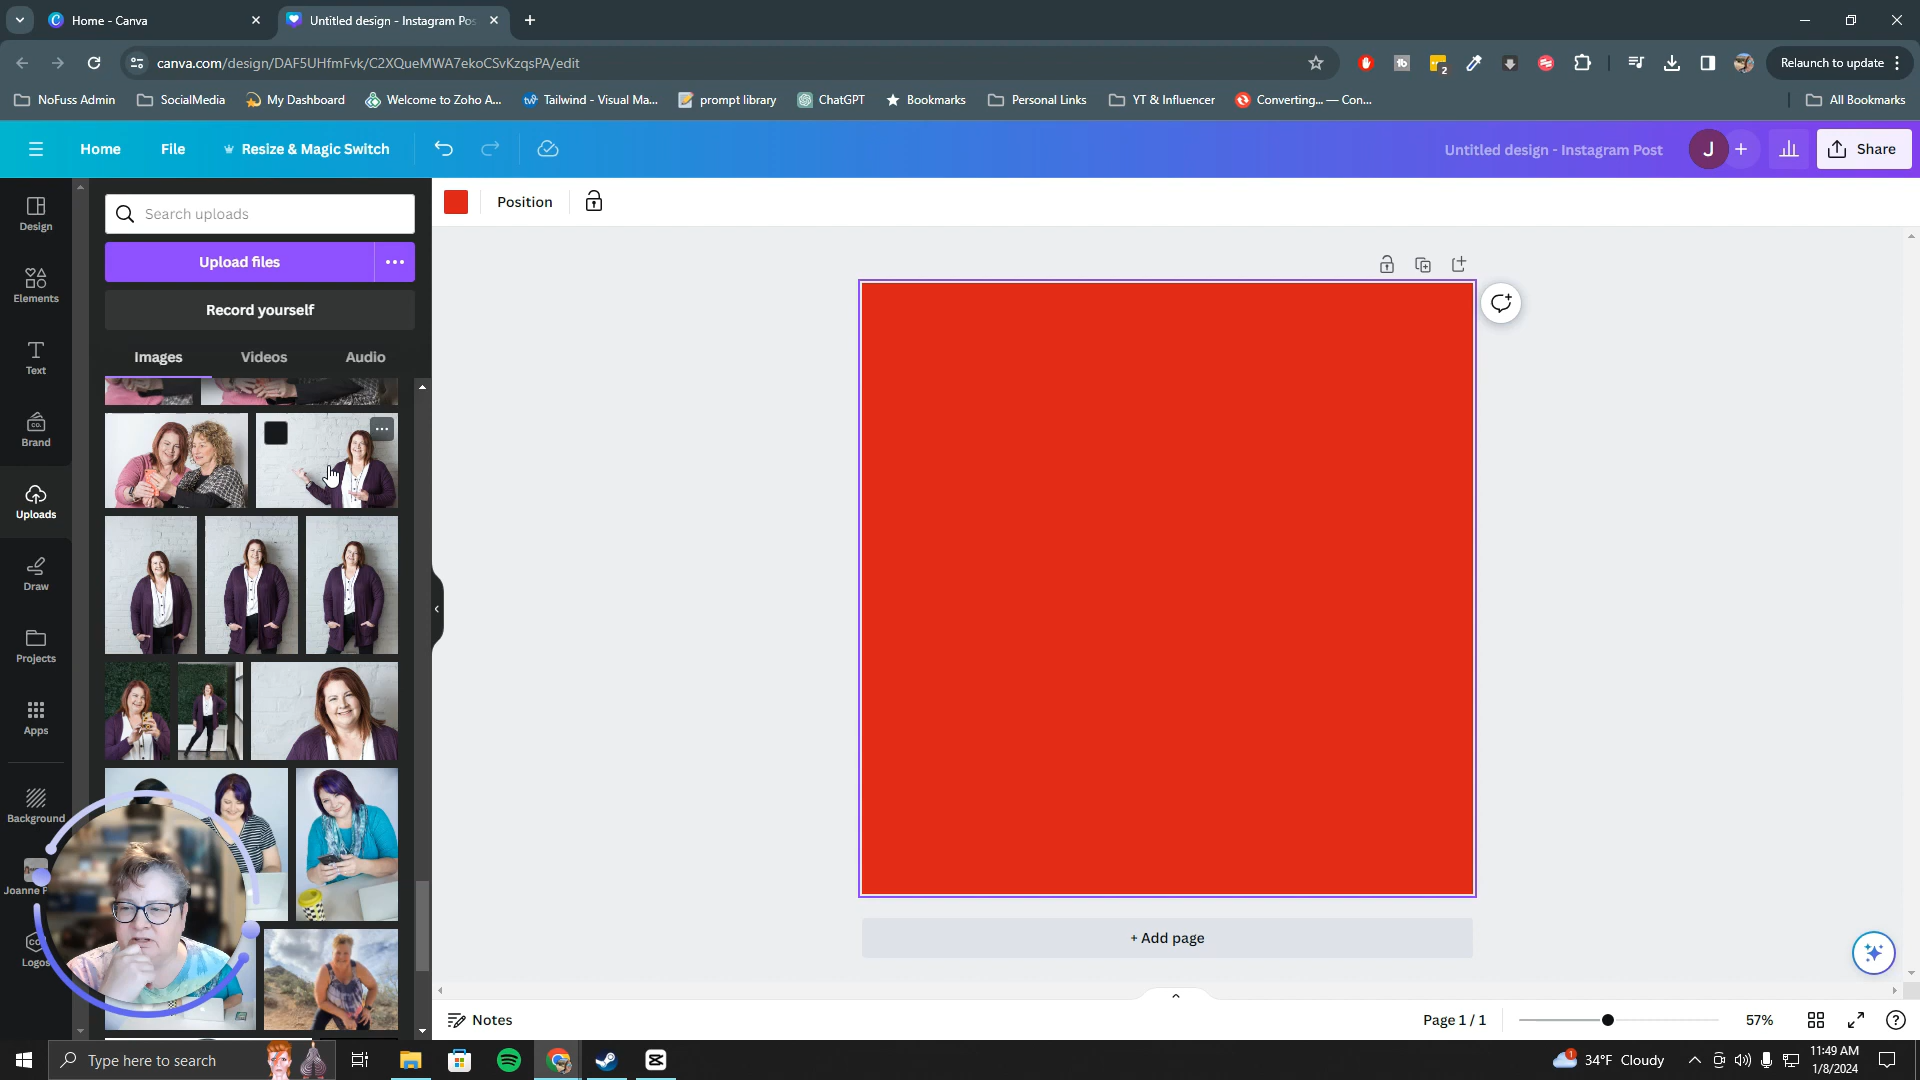 Home - Canva
Untitled design - Instagram Pos
canva.com/design/DAF5UHfmFvk/C2XQueMWA7ekoCSvKzqsPA/edit
Relaunch to update
NoFuss Admin
SocialMedia
My Dashboard
Welcome to Zoho A...
Tailwind - Visual Ma...
prompt library
ChatGPT
Bookmarks
Personal Links
YT & Influencer
Converting... — Con...
All Bookmarks
Home
File
Resize & Magic Switch
Untitled design - Instagram Post
J
Share
Design
Elements
Text
Brand
Uploads
Draw
Projects
Apps
Background
Joanne F
Logos
Search uploads
Upload files
Record yourself
Images
Videos
Audio
Position
+ Add page
Notes
Page 1 / 1
57%
Type here to search
34°F Cloudy
11:49 AM
1/8/2024